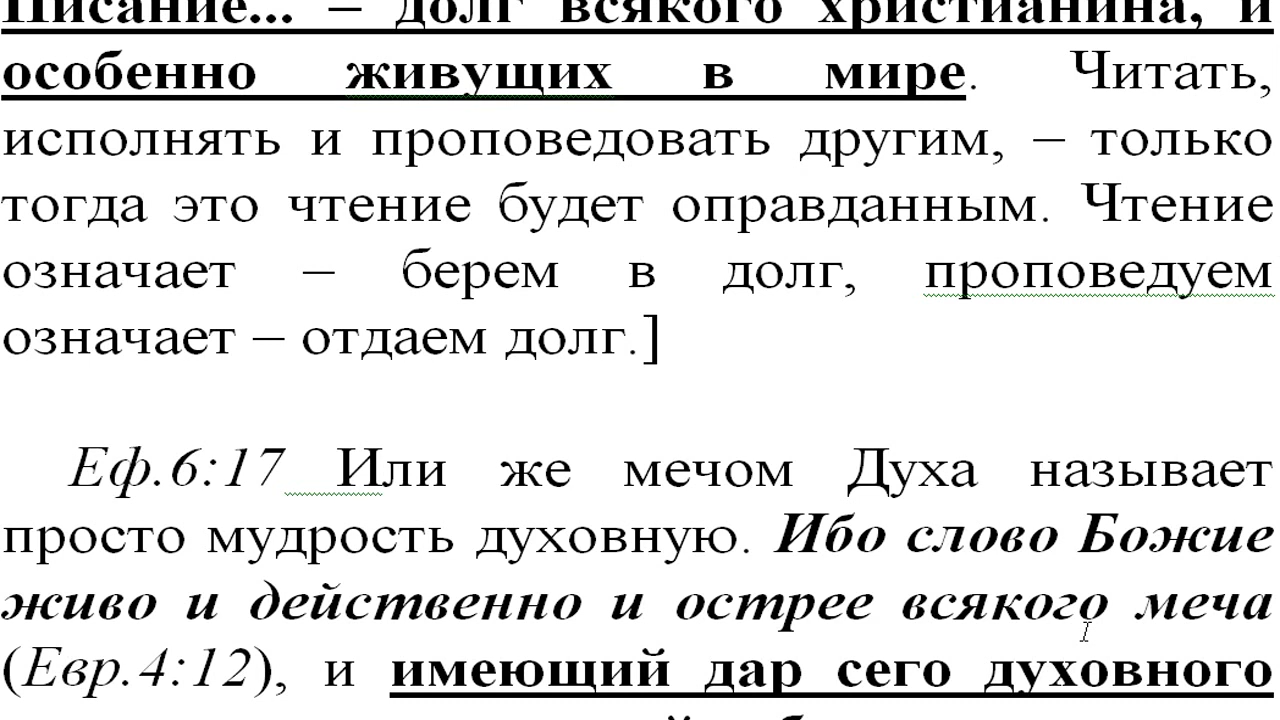 Писание... – долг всякого христианина, и
особенно живущих в мире. Читать,
исполнять и проповедовать другим, – только
тогда это чтение будет оправданным. Чтение
означает – берем в долг, проповедуем
означает – отдаем долг.]
Еф.6:17 Или же мечом Духа называет
просто мудрость духовную. Ибо слово Божие
живо и действенно и острее всякого меча
(Евр.4:12), и имеющий дар сего духовного